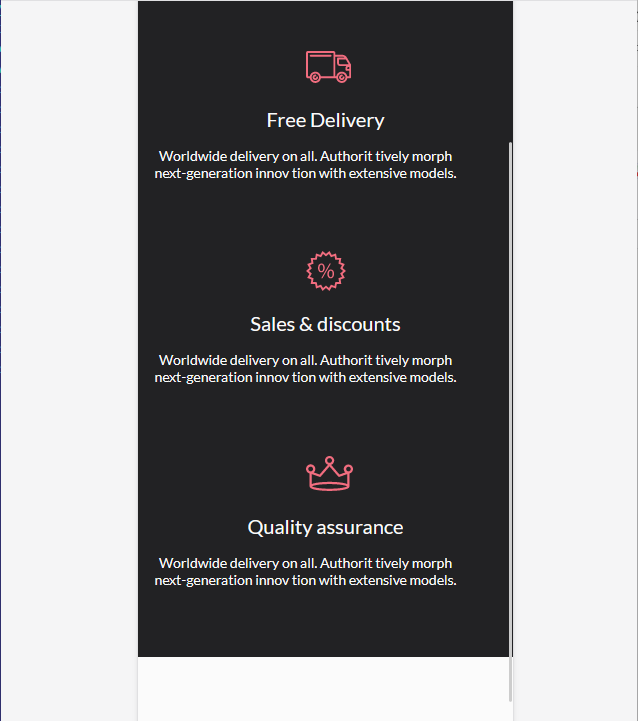 Free Delivery
Worldwide delivery on all. Authorit tively morph
next-generation innov tion with extensive models.
%
Sales & discounts
Worldwide delivery on all. Authorit tively morph
next-generation innov tion with extensive models.
Quality assurance
Worldwide delivery on all. Authorit tively morph
next-generation innov tion with extensive models.